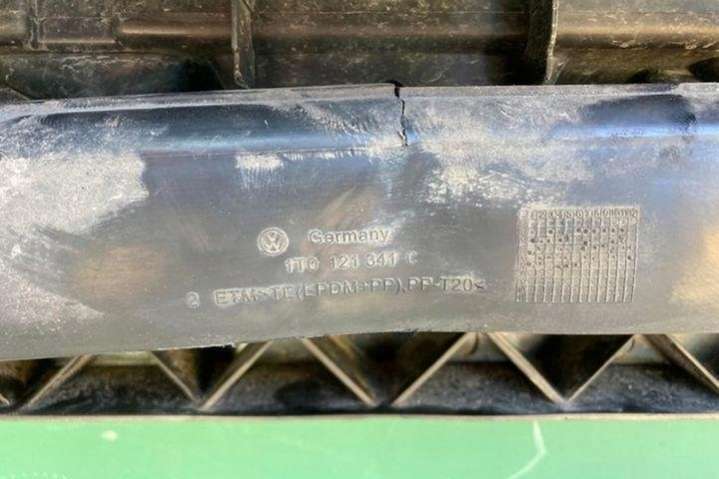 Germany
1T0 121 341 C
ETM>TE(EPDM+PP),PP-T20<